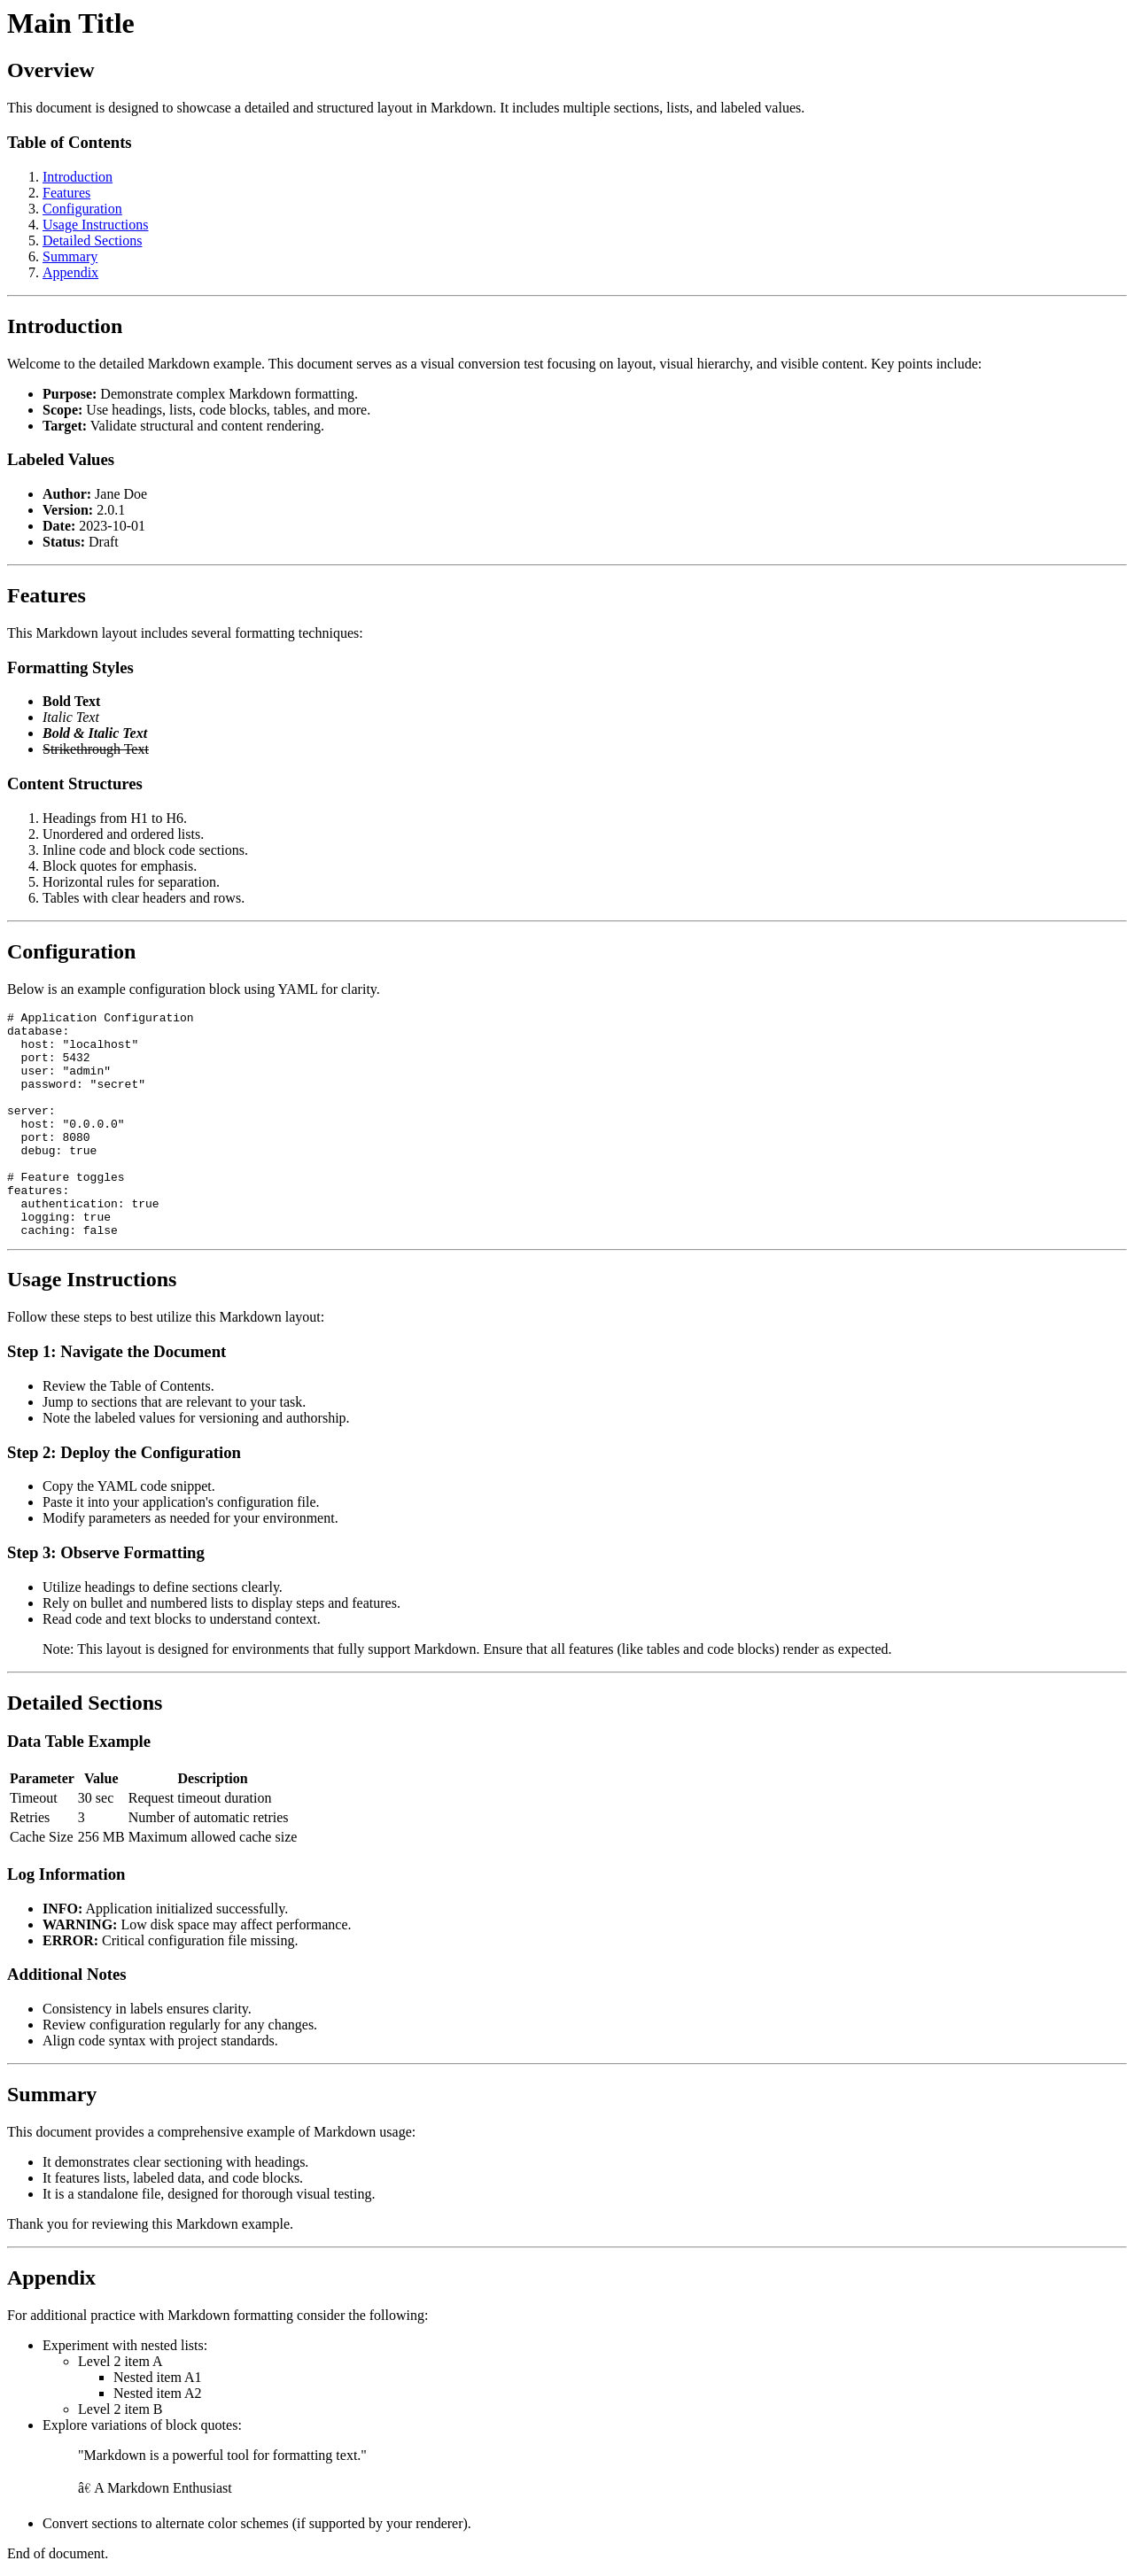 Main Title
Overview
This document is designed to showcase a detailed and structured layout in Markdown. It includes multiple sections, lists, and labeled values.
Table of Contents
1. Introduction
2. Features
3. Configuration
4. Usage Instructions
5. Detailed Sections
6. Summary
7. Appendix
Introduction
Welcome to the detailed Markdown example. This document serves as a visual conversion test focusing on layout, visual hierarchy, and visible content. Key points include:
• Purpose: Demonstrate complex Markdown formatting.
• Scope: Use headings, lists, code blocks, tables, and more.
• Target: Validate structural and content rendering.
Labeled Values
• Author: Jane Doe
• Version: 2.0.1
• Date: 2023-10-01
• Status: Draft
Features
This Markdown layout includes several formatting techniques:
Formatting Styles
• Bold Text
• Italic Text
• Bold & Italic Text
• Strikethrough Text
Content Structures
1. Headings from H1 to H6.
2. Unordered and ordered lists.
3. Inline code and block code sections.
4. Block quotes for emphasis.
5. Horizontal rules for separation.
6. Tables with clear headers and rows.
Configuration
Below is an example configuration block using YAML for clarity.
# Application Configuration
database:
  host: "localhost"
  port: 5432
  user: "admin"
  password: "secret"
server:
  host: "0.0.0.0"
  port: 8080
  debug: true
# Feature toggles
features:
  authentication: true
  logging: true
  caching: false
Usage Instructions
Follow these steps to best utilize this Markdown layout:
Step 1: Navigate the Document
• Review the Table of Contents.
• Jump to sections that are relevant to your task.
• Note the labeled values for versioning and authorship.
Step 2: Deploy the Configuration
• Copy the YAML code snippet.
• Paste it into your application's configuration file.
• Modify parameters as needed for your environment.
Step 3: Observe Formatting
• Utilize headings to define sections clearly.
• Rely on bullet and numbered lists to display steps and features.
• Read code and text blocks to understand context.
Note: This layout is designed for environments that fully support Markdown. Ensure that all features (like tables and code blocks) render as expected.
Detailed Sections
Data Table Example
Parameter Value Description
Timeout 30 sec Request timeout duration
Retries 3 Number of automatic retries
Cache Size 256 MB Maximum allowed cache size
Log Information
• INFO: Application initialized successfully.
• WARNING: Low disk space may affect performance.
• ERROR: Critical configuration file missing.
Additional Notes
• Consistency in labels ensures clarity.
• Review configuration regularly for any changes.
• Align code syntax with project standards.
Summary
This document provides a comprehensive example of Markdown usage:
• It demonstrates clear sectioning with headings.
• It features lists, labeled data, and code blocks.
• It is a standalone file, designed for thorough visual testing.
Thank you for reviewing this Markdown example.
Appendix
For additional practice with Markdown formatting consider the following:
• Experiment with nested lists:
◦ Level 2 item A
▪ Nested item A1
▪ Nested item A2
◦ Level 2 item B
• Explore variations of block quotes:
"Markdown is a powerful tool for formatting text."
â€ A Markdown Enthusiast
• Convert sections to alternate color schemes (if supported by your renderer).
End of document.